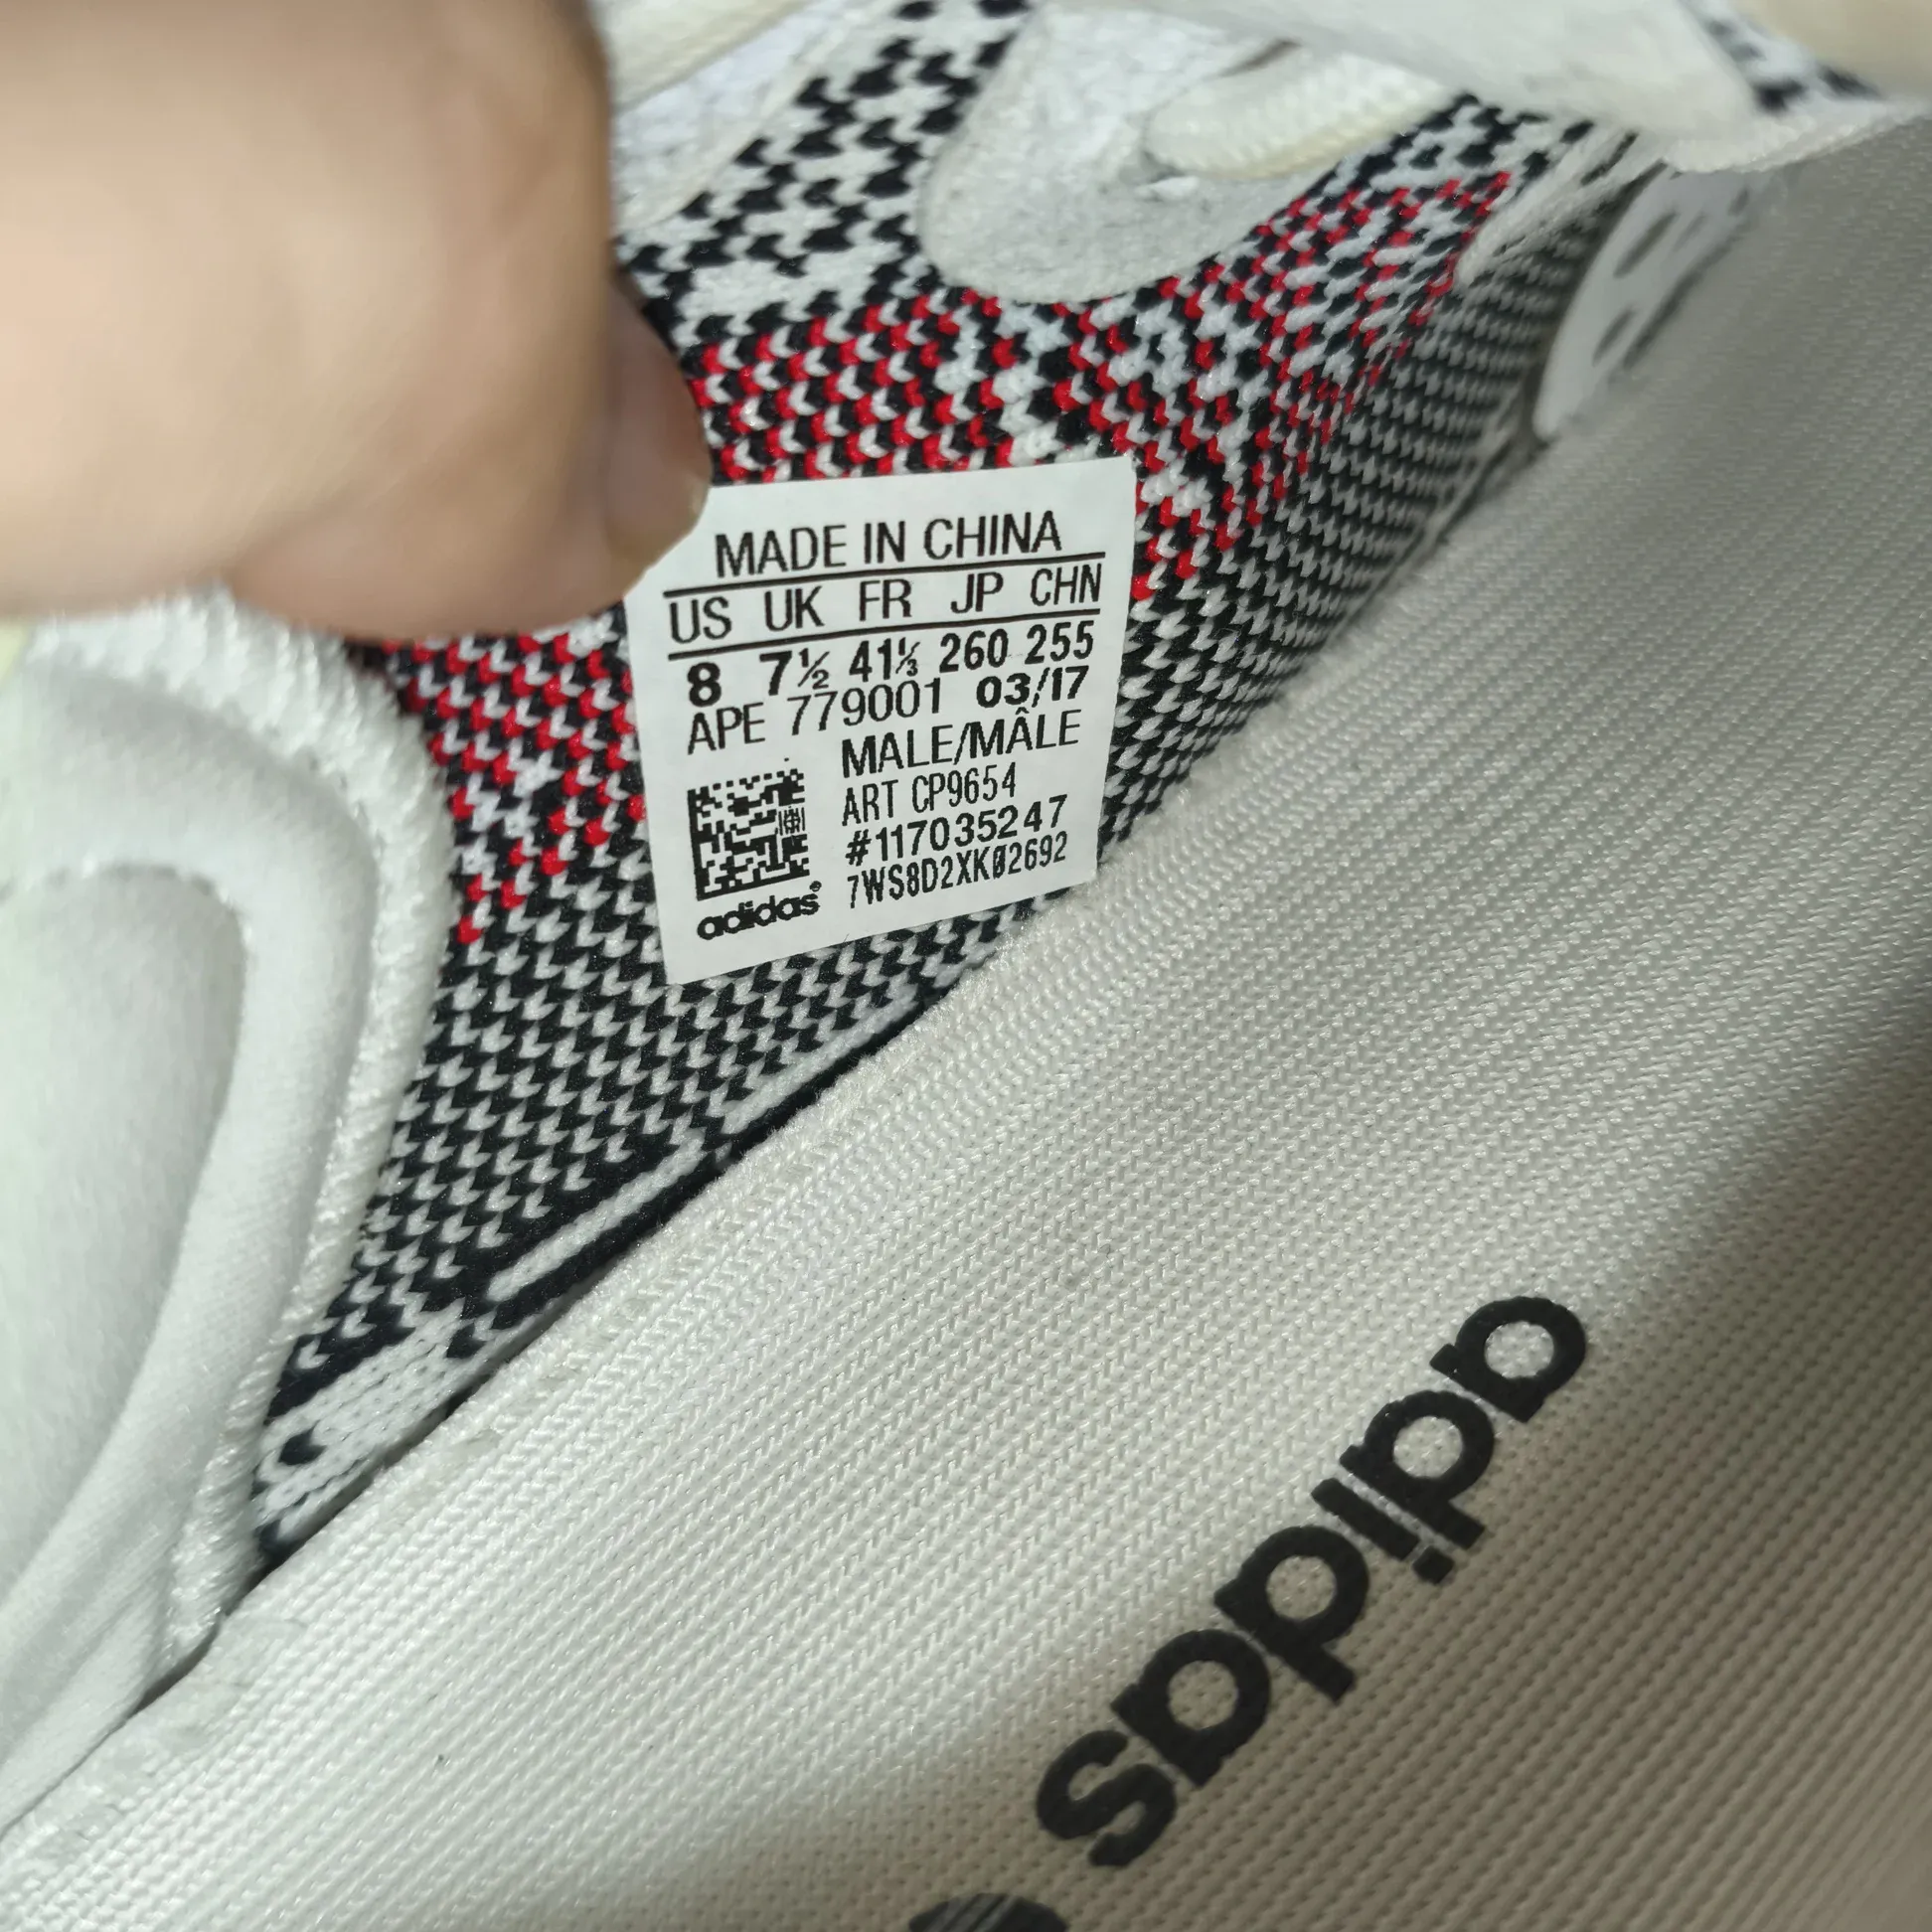 MADE IN CHINA
US UK FR JP CHN
8 7½ 41⅓ 260 255
APE 779001 03/17
MALE/MÂLE
ART CP9654
#117035247
7WS8D2XK02692
adidas®
adidas